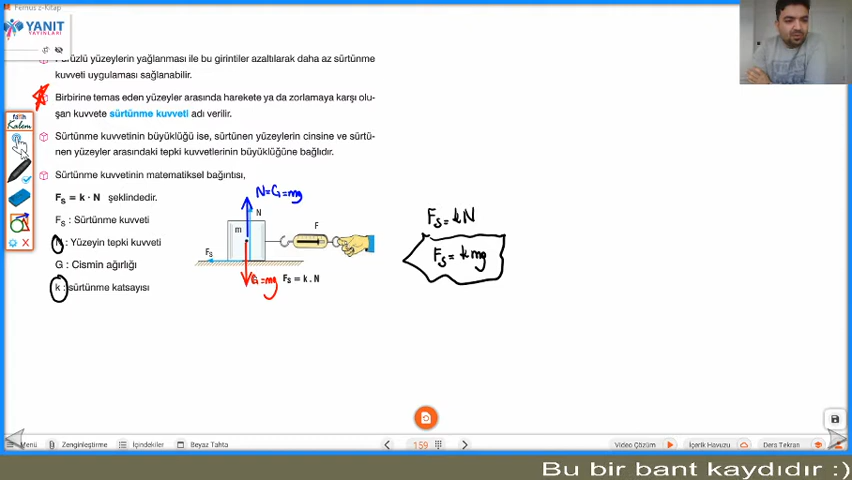 Fernus Z-Kitap
YANIT
YAYINLARI
Pürüzlü yüzeylerin yağlanması ile bu girintiler azaltılarak daha az sürtünme
kuvveti uygulaması sağlanabilir.
Birbirine temas eden yüzeyler arasında harekete ya da zorlamaya karşı olu-
şan kuvvete sürtünme kuvveti adı verilir.
Sürtünme kuvvetinin büyüklüğü ise, sürtünen yüzeylerin cinsine ve sürtü-
nen yüzeyler arasındaki tepki kuvvetlerinin büyüklüğüne bağlıdır.
Sürtünme kuvvetinin matematiksel bağıntısı,
FS = k · N şeklindedir.
FS : Sürtünme kuvveti
N : Yüzeyin tepki kuvveti
G : Cismin ağırlığı
k : sürtünme katsayısı
fatih
Kalem
N=G=mg
N
m
F
FS
G=mg
FS = k . N
Fs=kN
Fs=kmg
Menü
Zenginleştirme
İçindekiler
Beyaz Tahta
159
Video Çözüm
İçerik Havuzu
Ders Tekrarı
Bu bir bant kaydıdır :)